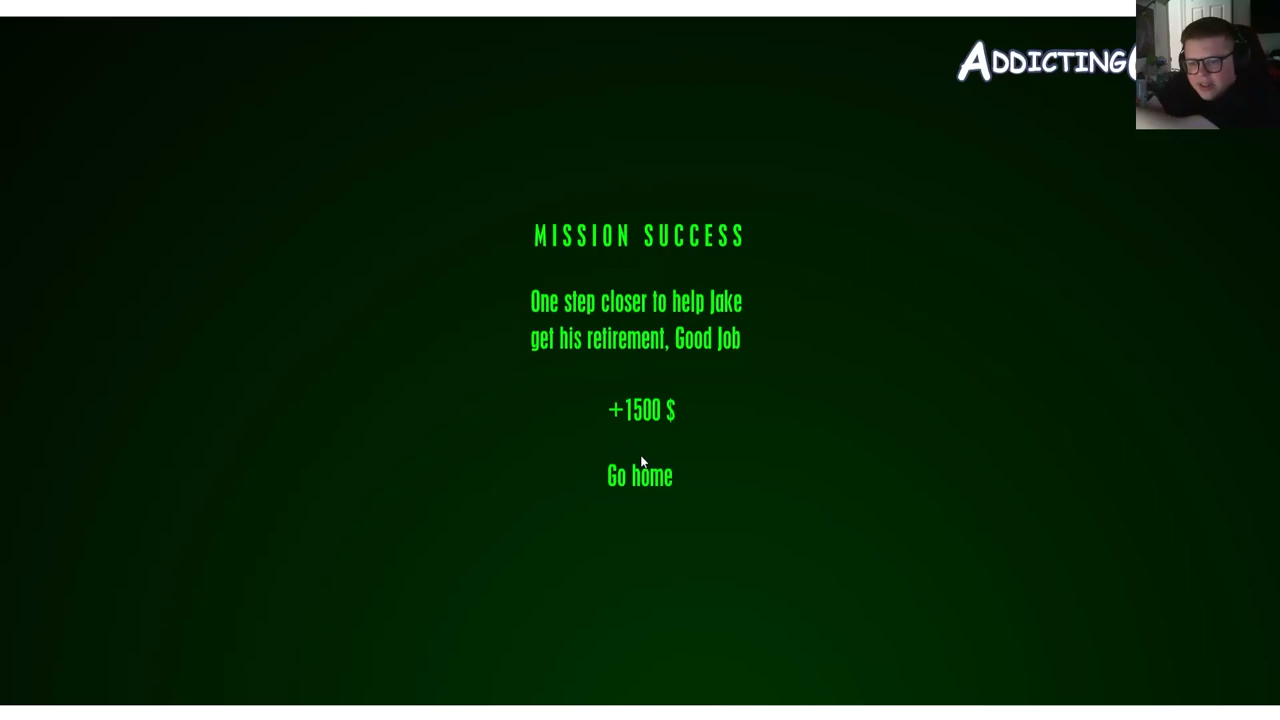 ADDICTING
MISSION SUCCESS
One step closer to help Jake
get his retirement, Good Job
+1500 $
Go home